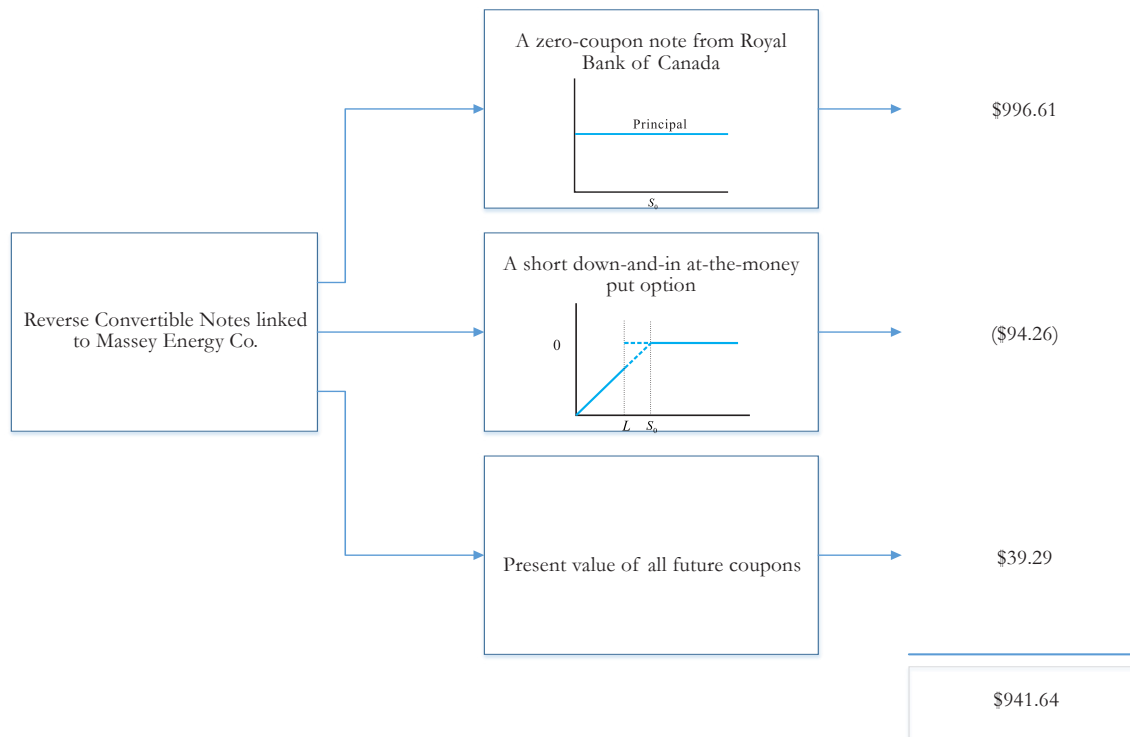 A zero-coupon note from Royal
Bank of Canada
Principal
S₀
$996.61
Reverse Convertible Notes linked
to Massey Energy Co.
A short down-and-in at-the-money
put option
0
L S₀
($94.26)
Present value of all future coupons
$39.29
$941.64